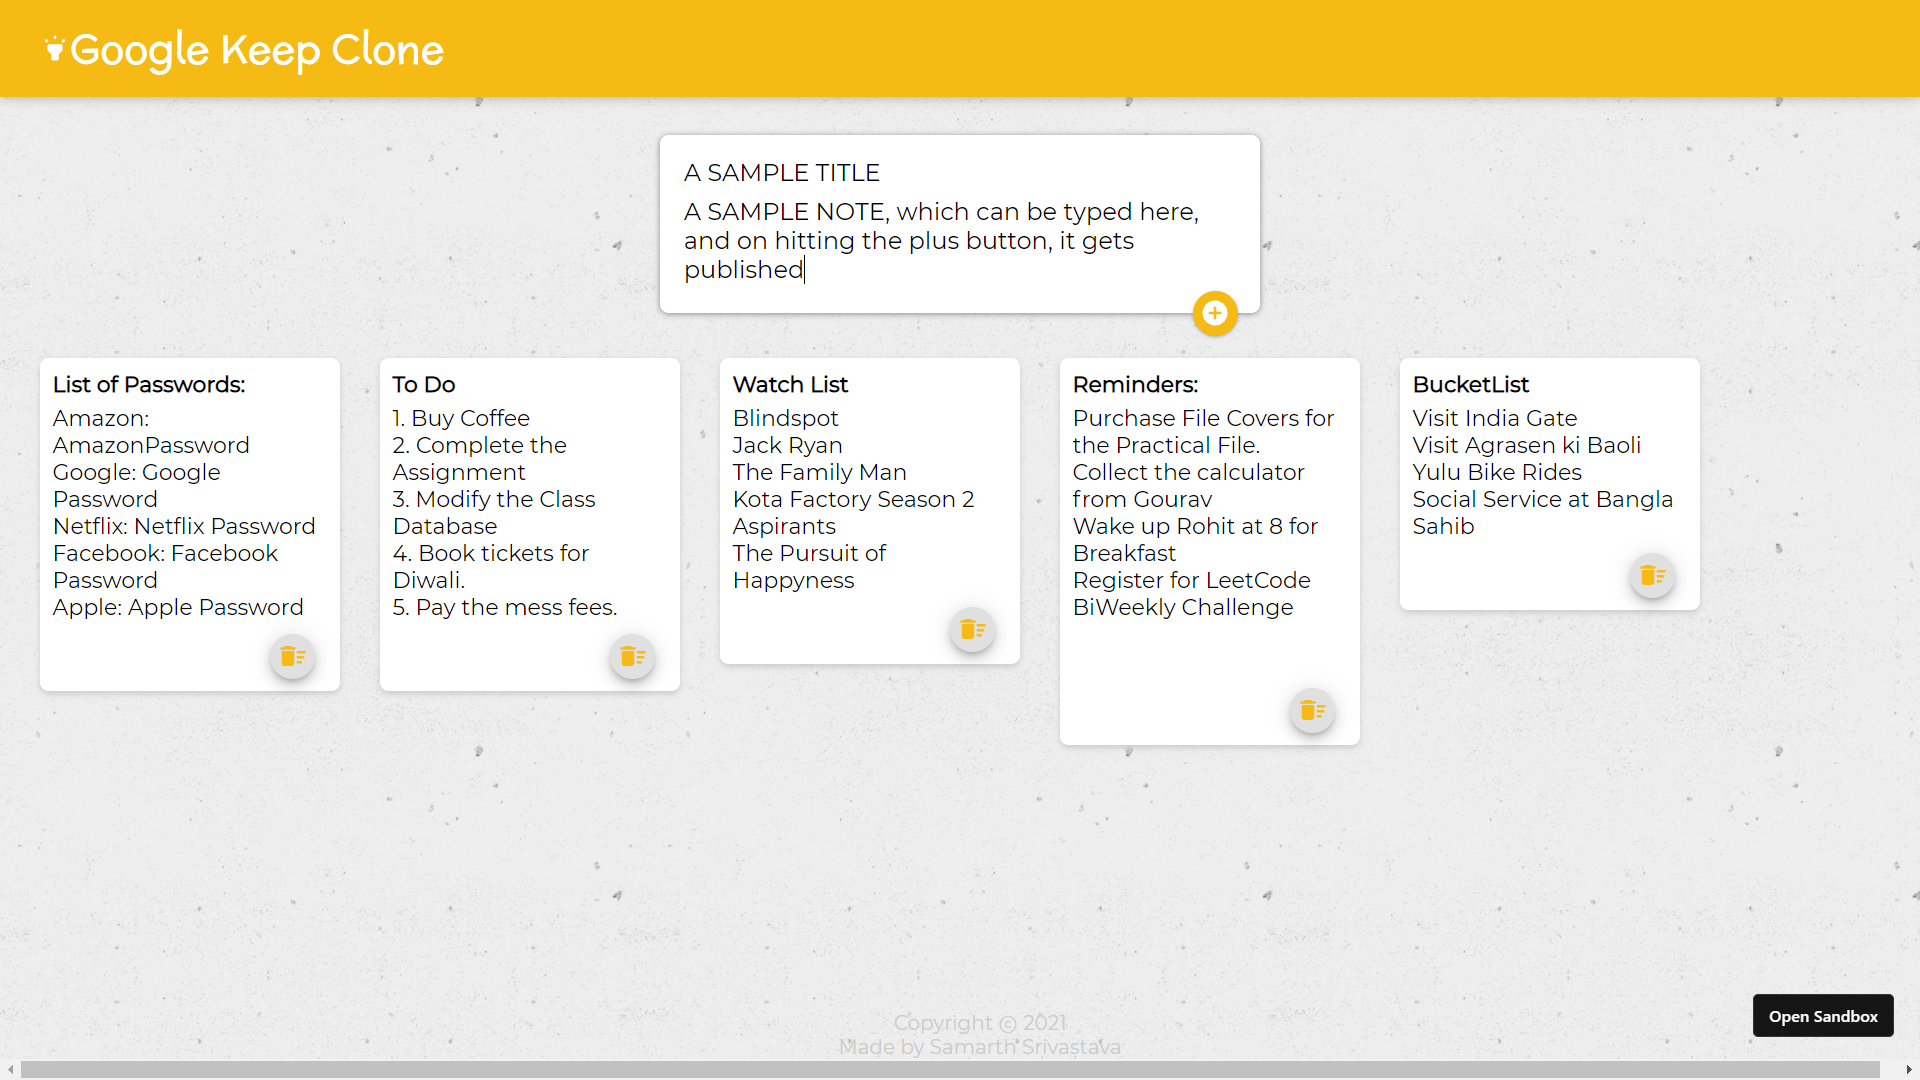 Google Keep Clone
A SAMPLE TITLE
A SAMPLE NOTE, which can be typed here,
and on hitting the plus button, it gets
published
List of Passwords:
Amazon:
AmazonPassword
Google: Google
Password
Netflix: Netflix Password
Facebook: Facebook
Password
Apple: Apple Password
To Do
1. Buy Coffee
2. Complete the
Assignment
3. Modify the Class
Database
4. Book tickets for
Diwali.
5. Pay the mess fees.
Watch List
Blindspot
Jack Ryan
The Family Man
Kota Factory Season 2
Aspirants
The Pursuit of
Happyness
Reminders:
Purchase File Covers for
the Practical File.
Collect the calculator
from Gourav
Wake up Rohit at 8 for
Breakfast
Register for LeetCode
BiWeekly Challenge
BucketList
Visit India Gate
Visit Agrasen ki Baoli
Yulu Bike Rides
Social Service at Bangla
Sahib
Open Sandbox
Copyright © 2021
Made by Samarth Srivastava